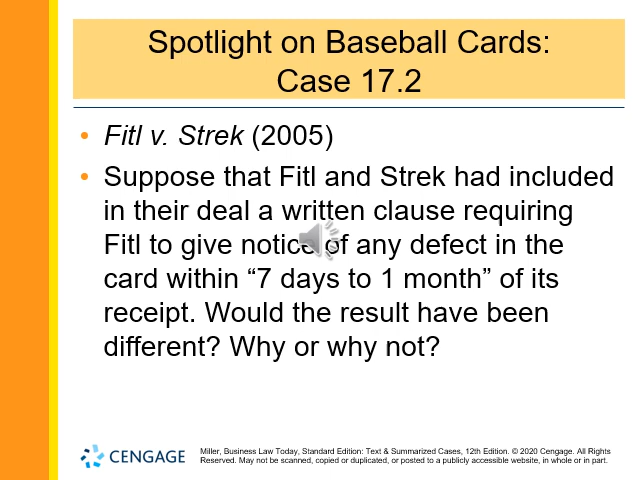 Spotlight on Baseball Cards:
Case 17.2
• Fitl v. Strek (2005)
• Suppose that Fitl and Strek had included
in their deal a written clause requiring
Fitl to give notice of any defect in the
card within “7 days to 1 month” of its
receipt. Would the result have been
different? Why or why not?
CENGAGE
Miller, Business Law Today, Standard Edition: Text & Summarized Cases, 12th Edition. © 2020 Cengage. All Rights
Reserved. May not be scanned, copied or duplicated, or posted to a publicly accessible website, in whole or in part.